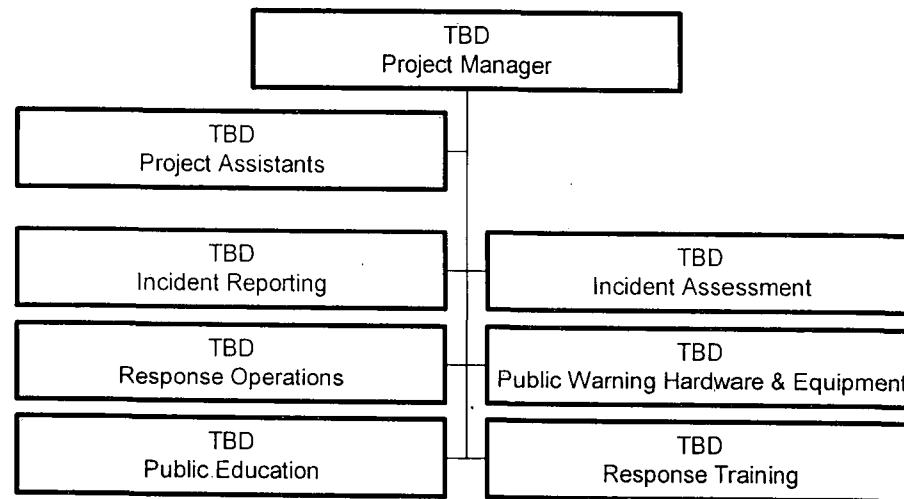 TBD
Project Manager
TBD
Project Assistants
TBD
Incident Reporting
TBD
Incident Assessment
TBD
Response Operations
TBD
Public Warning Hardware & Equipment
TBD
Public Education
TBD
Response Training